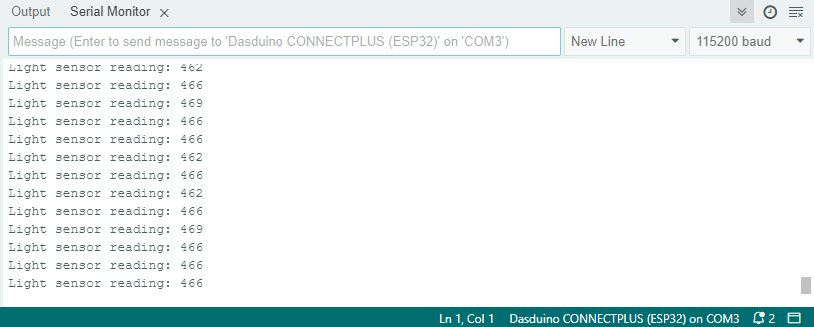 Output Serial Monitor
Message (Enter to send message to 'Dasduino CONNECTPLUS (ESP32)' on 'COM3') New Line 115200 baud
Light sensor reading: 462
Light sensor reading: 466
Light sensor reading: 469
Light sensor reading: 466
Light sensor reading: 466
Light sensor reading: 462
Light sensor reading: 466
Light sensor reading: 462
Light sensor reading: 466
Light sensor reading: 469
Light sensor reading: 466
Light sensor reading: 466
Light sensor reading: 466
Ln 1, Col 1 Dasduino CONNECTPLUS (ESP32) on COM3 2